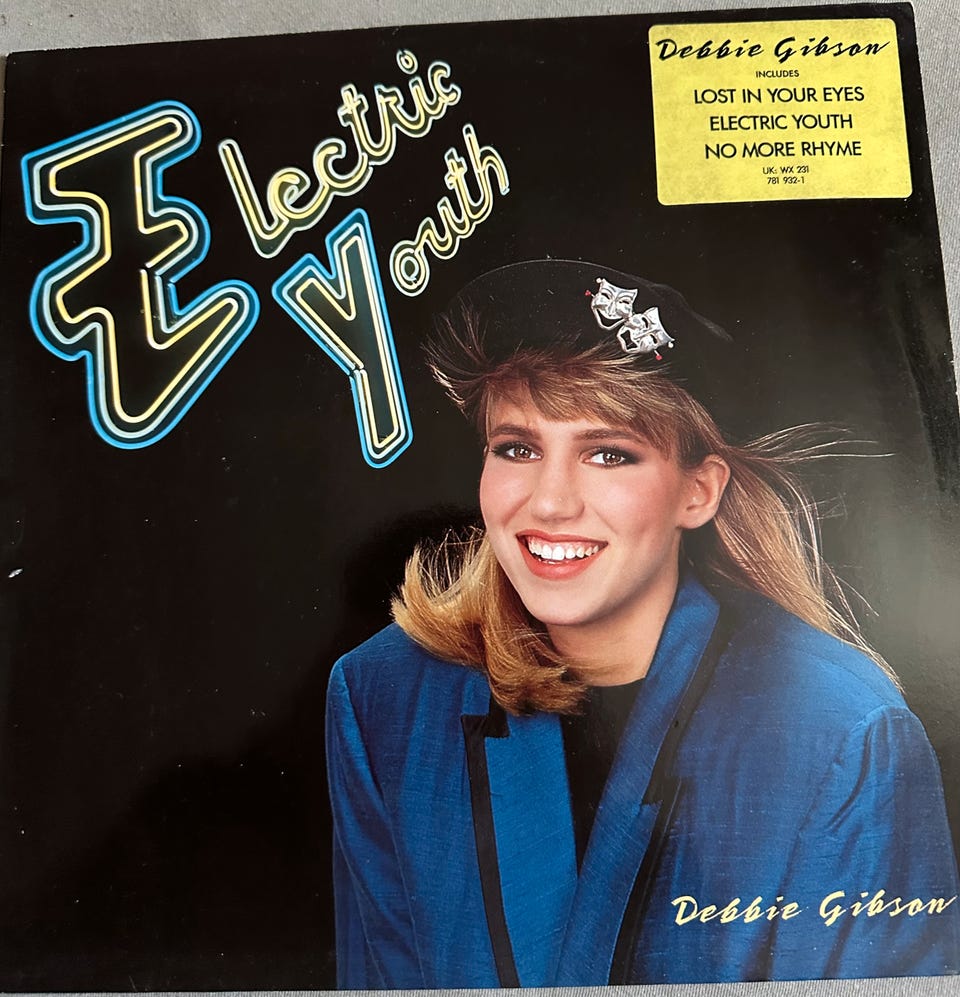 Electric
Youth
Debbie Gibson
INCLUDES
LOST IN YOUR EYES
ELECTRIC YOUTH
NO MORE RHYME
UK: WX 231
781 932-1
Debbie Gibson